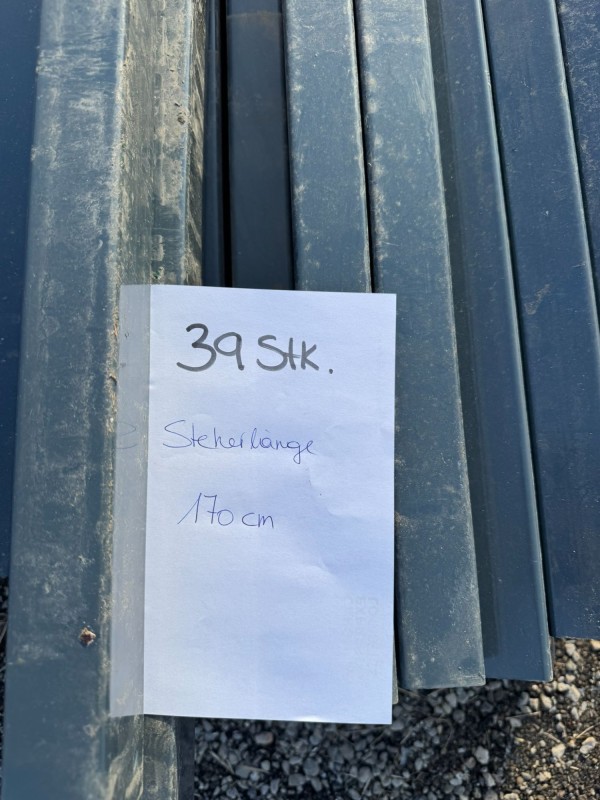 39 Stk.
Steherlänge
170 cm